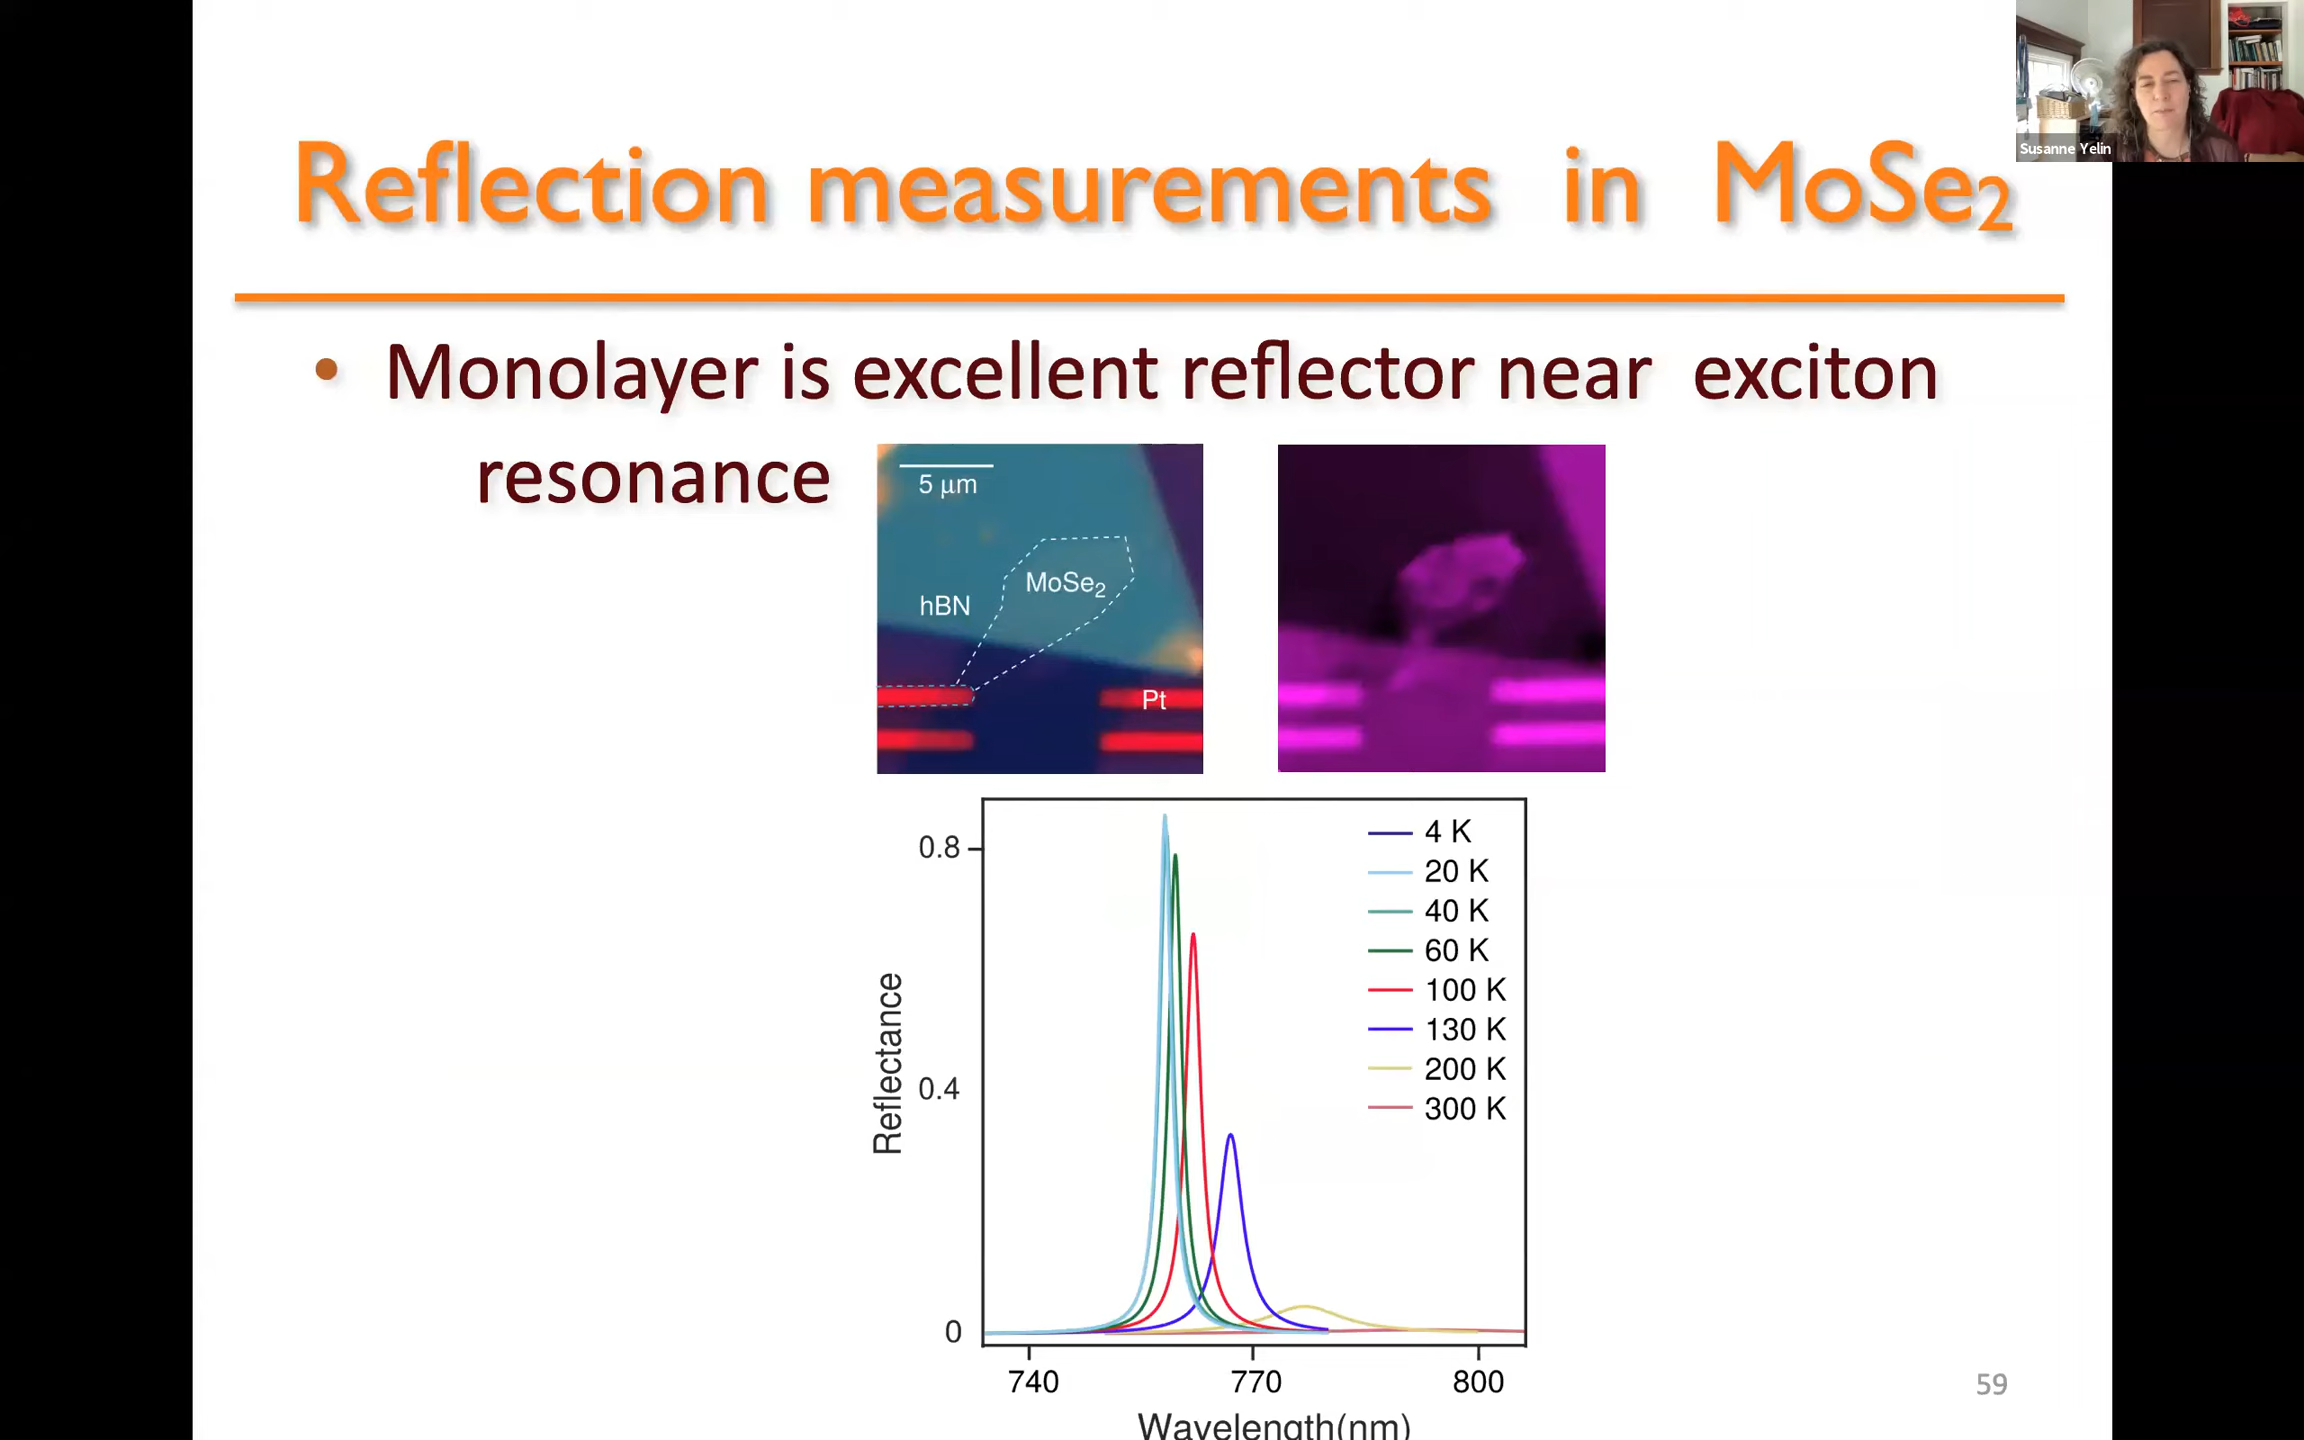 Susanne Yelin
Reflection measurements in MoSe₂
• Monolayer is excellent reflector near exciton
resonance
5 μm
hBN
MoSe₂
Pt
0.8
0.4
0
Reflectance
4 K
20 K
40 K
60 K
100 K
130 K
200 K
300 K
740 770 800
Wavelength(nm)
59